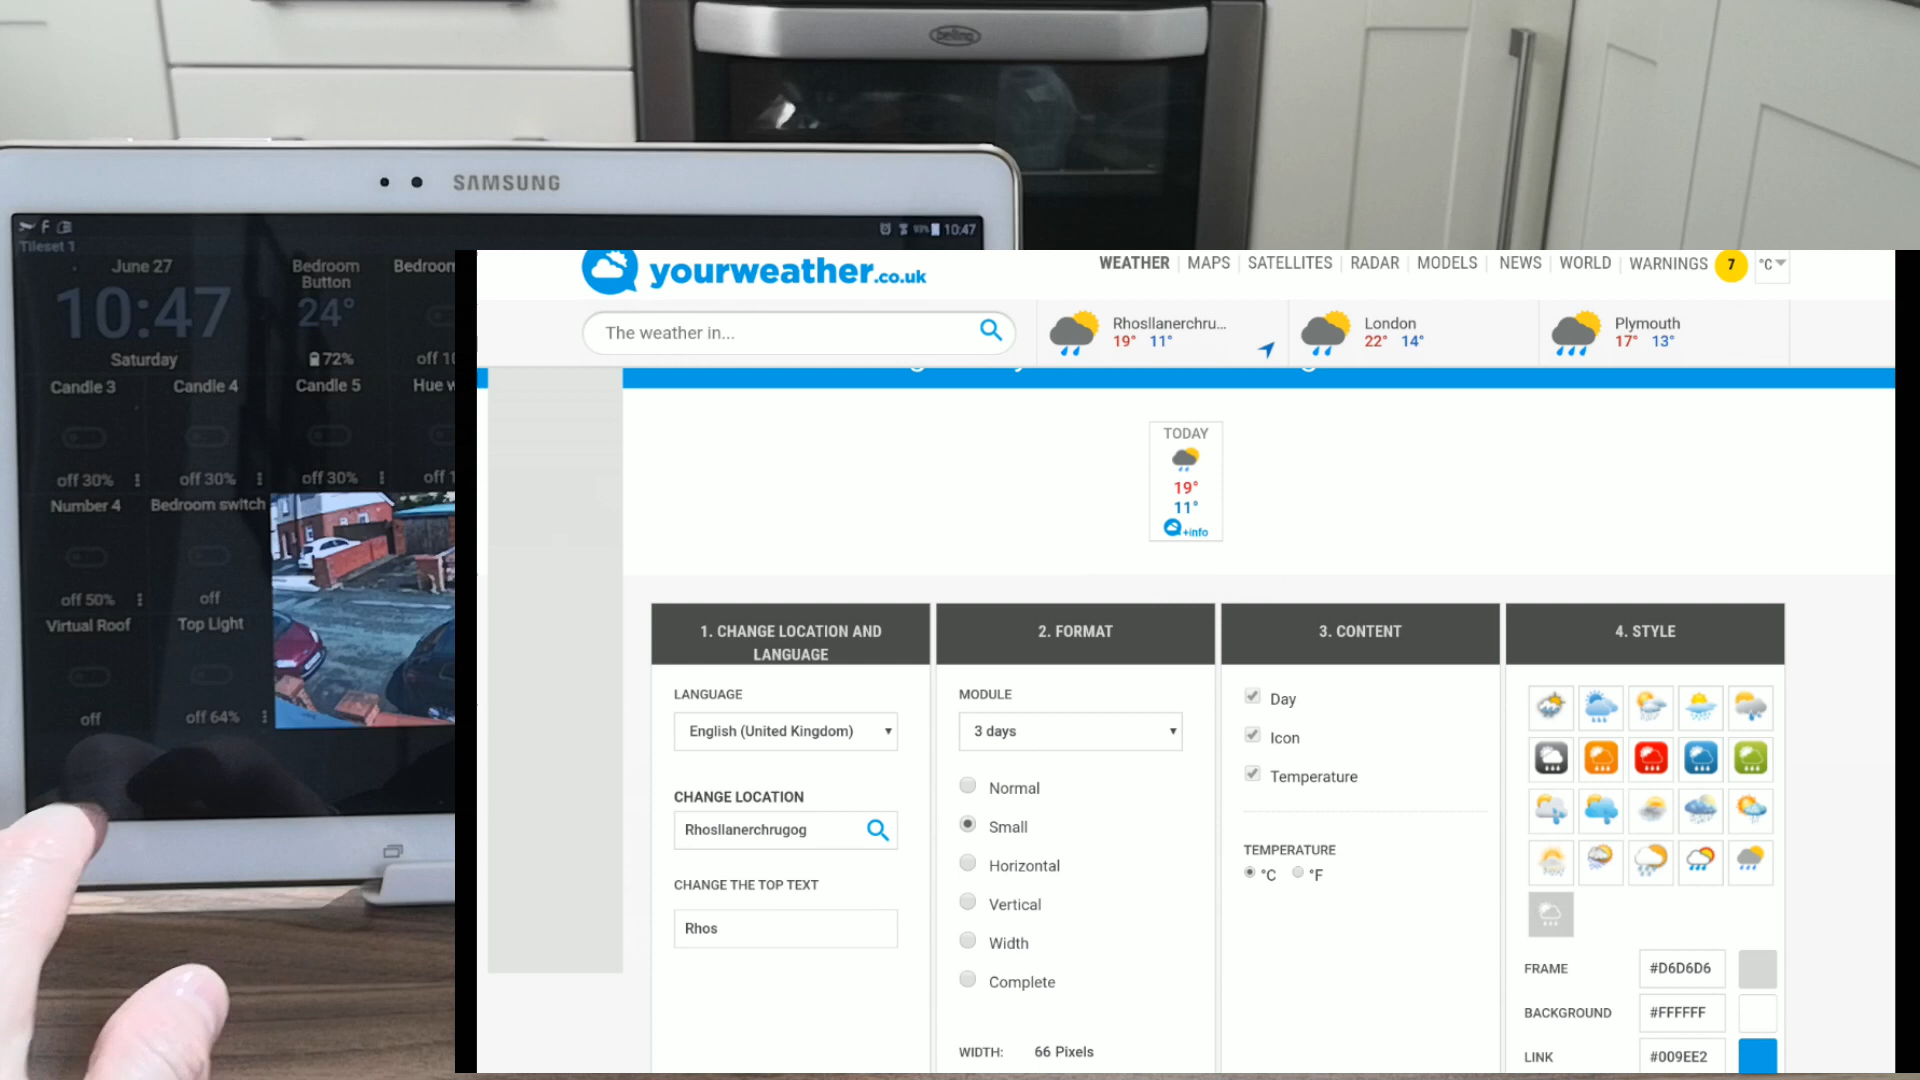 belling
SAMSUNG
10:47
Tileset 1
June 27
10:47
Saturday
Bedroom
Button
24°
72%
Bedroom
off
Candle 3
off 30%
Candle 4
off 30%
Candle 5
off 30%
Hue
off
Number 4
off 50%
Bedroom switch
off
Virtual Roof
off
Top Light
off 64%
yourweather.co.uk
WEATHER
MAPS
SATELLITES
RADAR
MODELS
NEWS
WORLD
WARNINGS
7
°C
The weather in...
Rhosllanerchru...
19° 11°
London
22° 14°
Plymouth
17° 13°
TODAY
19°
11°
+info
1. CHANGE LOCATION AND
LANGUAGE
LANGUAGE
English (United Kingdom)
CHANGE LOCATION
Rhosllanerchrugog
CHANGE THE TOP TEXT
Rhos
2. FORMAT
MODULE
3 days
Normal
Small
Horizontal
Vertical
Width
Complete
WIDTH: 66 Pixels
3. CONTENT
Day
Icon
Temperature
TEMPERATURE
°C °F
4. STYLE
FRAME #D6D6D6
BACKGROUND #FFFFFF
LINK #009EE2